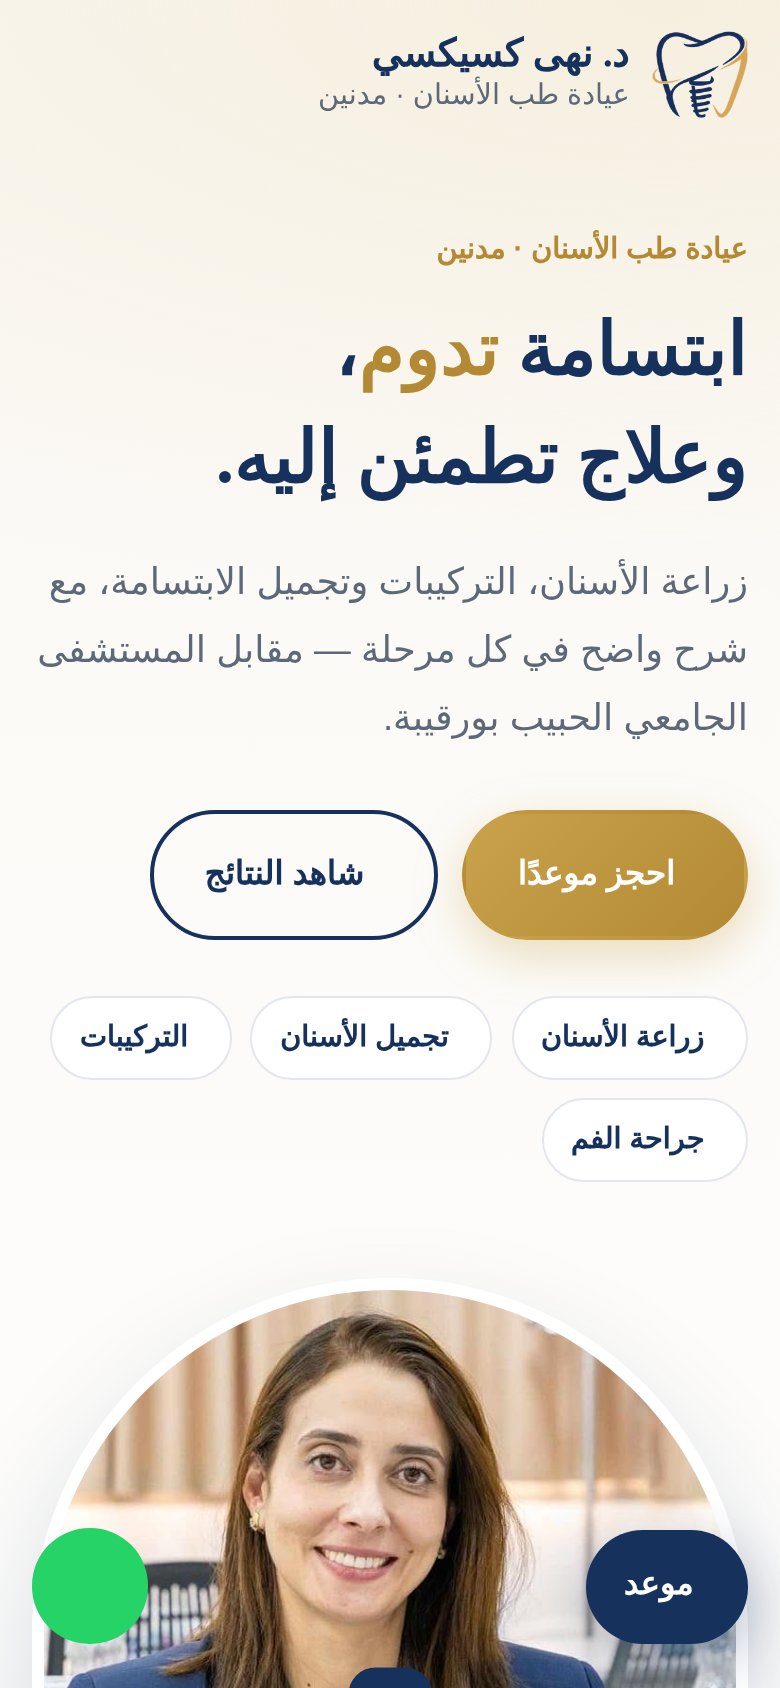 د. نهى كسيكسي
عيادة طب الأسنان · مدنين
عيادة طب الأسنان · مدنين
ابتسامة تدوم،
وعلاج تطمئن إليه.
زراعة الأسنان، التركيبات وتجميل الابتسامة، مع
شرح واضح في كل مرحلة — مقابل المستشفى
الجامعي الحبيب بورقيبة.
احجز موعدًا
شاهد النتائج
زراعة الأسنان
تجميل الأسنان
التركيبات
جراحة الفم
موعد